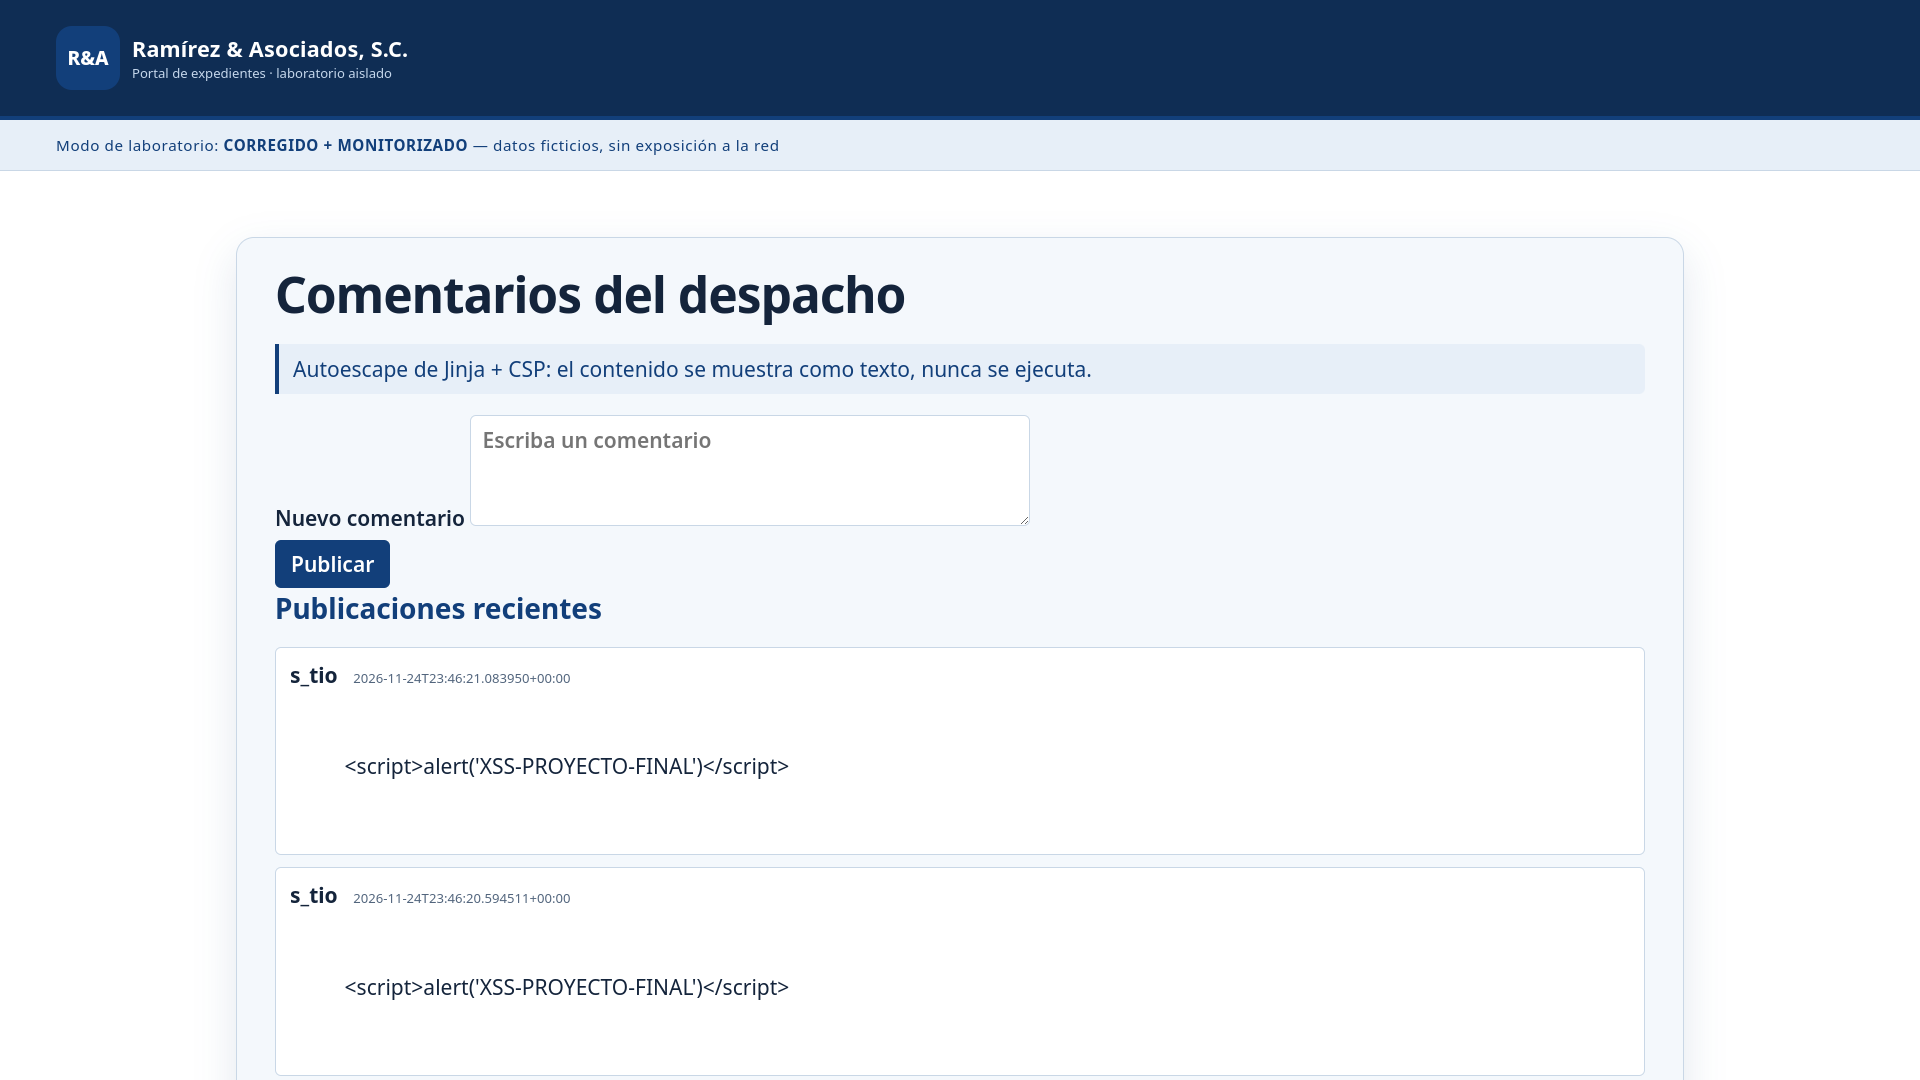 R&A
Ramírez & Asociados, S.C.
Portal de expedientes · laboratorio aislado
Modo de laboratorio: CORREGIDO + MONITORIZADO — datos ficticios, sin exposición a la red
Comentarios del despacho
Autoescape de Jinja + CSP: el contenido se muestra como texto, nunca se ejecuta.
Escriba un comentario
Nuevo comentario
Publicar
Publicaciones recientes
s_tio 2026-11-24T23:46:21.083950+00:00
<script>alert('XSS-PROYECTO-FINAL')</script>
s_tio 2026-11-24T23:46:20.594511+00:00
<script>alert('XSS-PROYECTO-FINAL')</script>